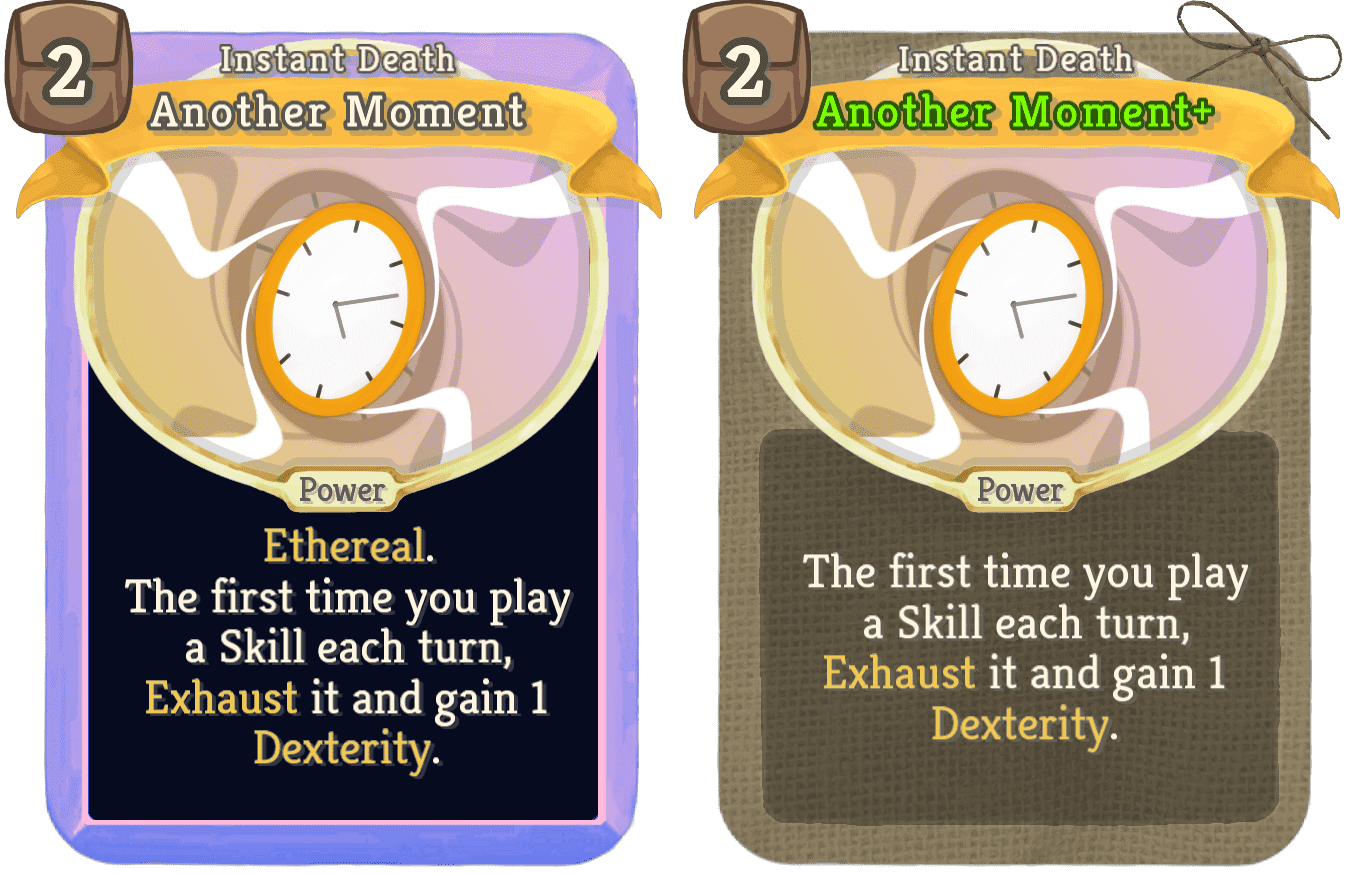 2
Instant Death
Another Moment
Power
Ethereal.
The first time you play
a Skill each turn,
Exhaust it and gain 1
Dexterity.
2
Instant Death
Another Moment+
Power
The first time you play
a Skill each turn,
Exhaust it and gain 1
Dexterity.